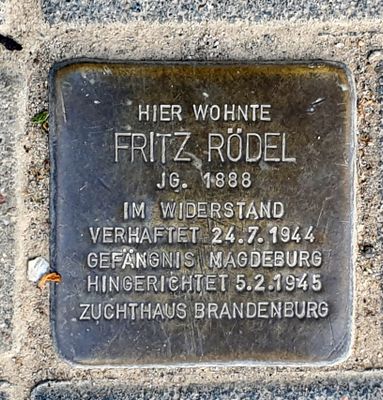 HIER WOHNTE
FRITZ RÖDEL
JG. 1888
IM WIDERSTAND
VERHAFTET 24.7.1944
GEFÄNGNIS MAGDEBURG
HINGERICHTET 5.2.1945
ZUCHTHAUS BRANDENBURG